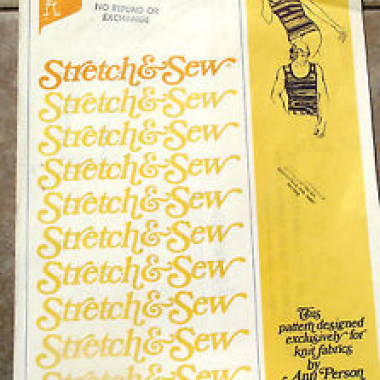 NO REFUND OR
EXCHANGE
Stretch & Sew
Stretch & Sew
Stretch & Sew
Stretch & Sew
Stretch & Sew
Stretch & Sew
Stretch & Sew
Stretch & Sew
Stretch & Sew
Stretch & Sew
This
pattern designed
exclusively for
knit fabrics
by
Ann Person